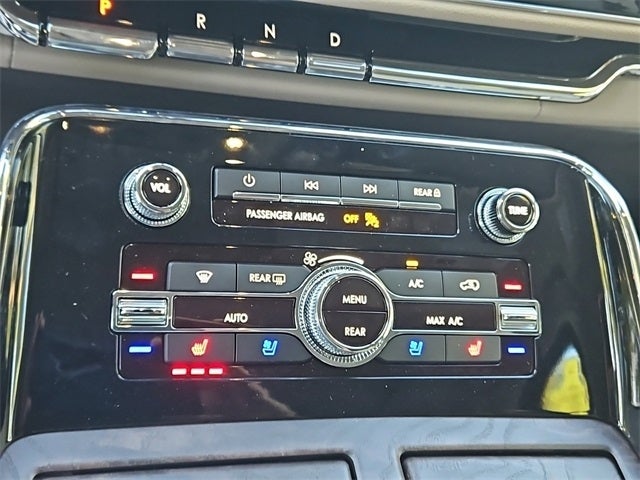 P R N D
VOL
REAR
TUNE
PASSENGER AIRBAG OFF
REAR A/C
MENU
AUTO REAR MAX A/C